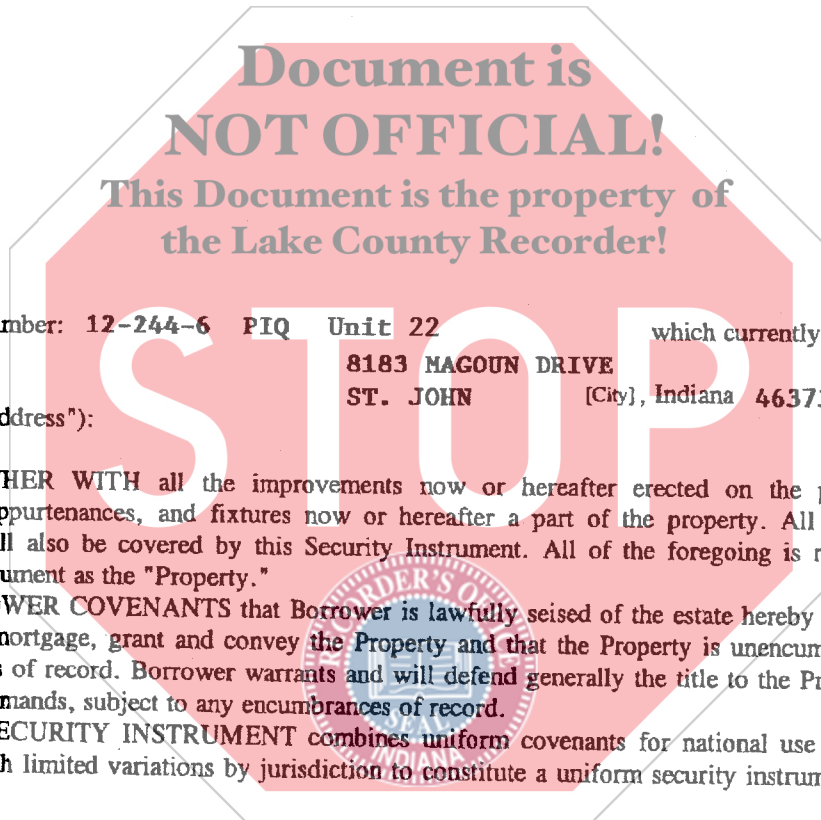 Document is
NOT OFFICIAL!
This Document is the property of
the Lake County Recorder!
STOP
mber: 12-244-6 PIQ Unit 22 which currently
8183 MAGOUN DRIVE
ST. JOHN [City], Indiana 4637
ddress"):
HER WITH all the improvements now or hereafter erected on the
ppurtenances, and fixtures now or hereafter a part of the property. All
ll also be covered by this Security Instrument. All of the foregoing is r
ument as the "Property."
WER COVENANTS that Borrower is lawfully seised of the estate hereby
nortgage, grant and convey the Property and that the Property is unencum
s of record. Borrower warrants and will defend generally the title to the Pr
mands, subject to any encumbrances of record.
ECURITY INSTRUMENT combines uniform covenants for national use
h limited variations by jurisdiction to constitute a uniform security instrum
RECORDER'S OFFICE
SEAL
INDIANA